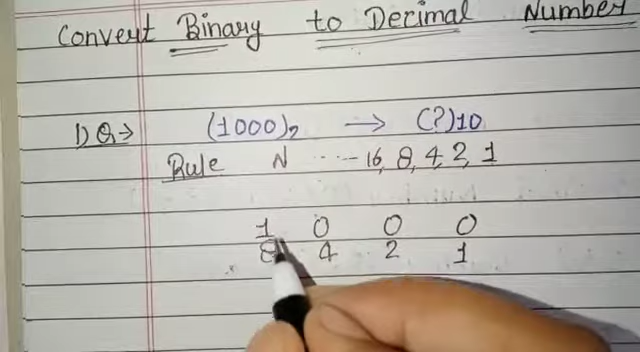 Convert Binary to Decimal Number
1) Q→ (1000)2 → (?)10
Rule N ---- 16, 8, 4, 2, 1
1 0 0 0
8 4 2 1